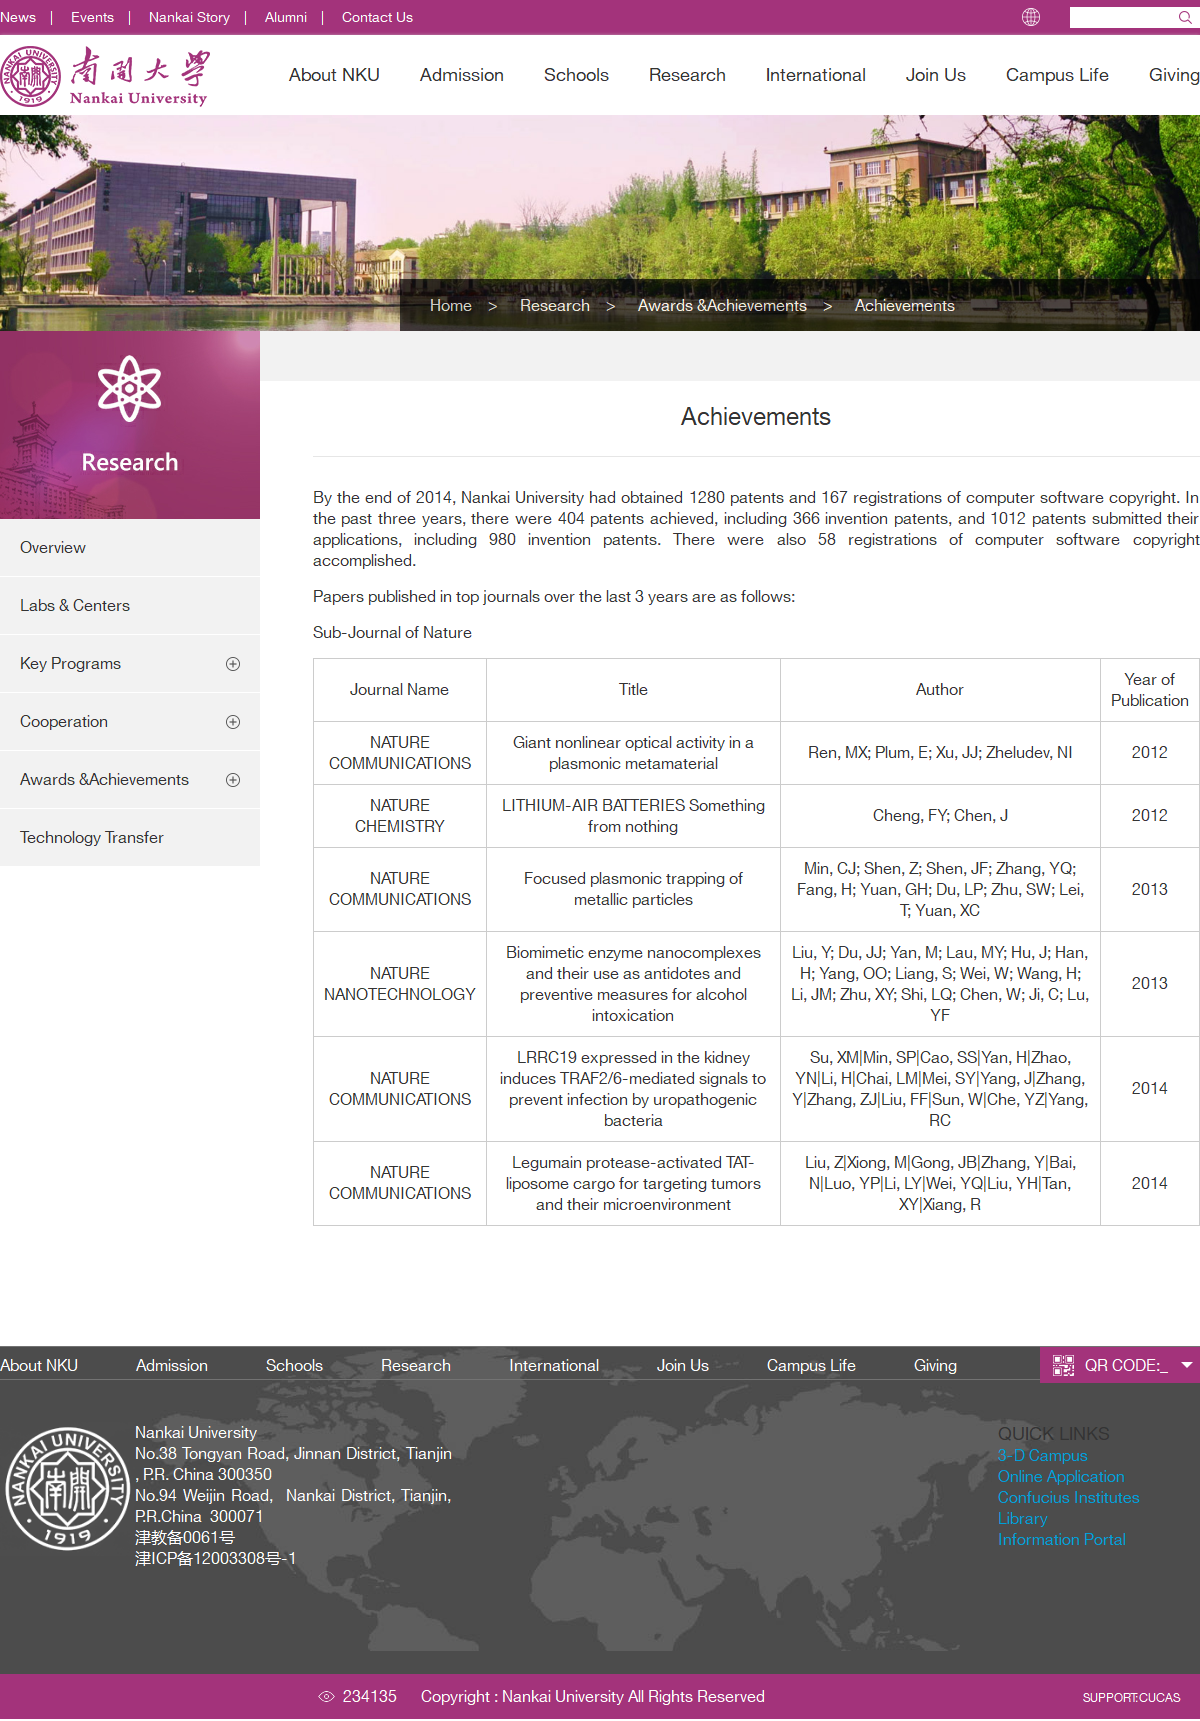 News | Events | Nankai Story | Alumni | Contact Us
NANKAI UNIVERSITY
南開
1919
南開大學
Nankai University
About NKU Admission Schools Research International Join Us Campus Life Giving
Home > Research > Awards &Achievements > Achievements
Research
Overview
Labs & Centers
Key Programs
Cooperation
Awards &Achievements
Technology Transfer
Achievements
By the end of 2014, Nankai University had obtained 1280 patents and 167 registrations of computer software copyright. In
the past three years, there were 404 patents achieved, including 366 invention patents, and 1012 patents submitted their
applications, including 980 invention patents. There were also 58 registrations of computer software copyright
accomplished.
Papers published in top journals over the last 3 years are as follows:
Sub-Journal of Nature
Journal Name
Title
Author
Year of
Publication
NATURE
COMMUNICATIONS
Giant nonlinear optical activity in a
plasmonic metamaterial
Ren, MX; Plum, E; Xu, JJ; Zheludev, NI
2012
NATURE
CHEMISTRY
LITHIUM-AIR BATTERIES Something
from nothing
Cheng, FY; Chen, J
2012
NATURE
COMMUNICATIONS
Focused plasmonic trapping of
metallic particles
Min, CJ; Shen, Z; Shen, JF; Zhang, YQ;
Fang, H; Yuan, GH; Du, LP; Zhu, SW; Lei,
T; Yuan, XC
2013
NATURE
NANOTECHNOLOGY
Biomimetic enzyme nanocomplexes
and their use as antidotes and
preventive measures for alcohol
intoxication
Liu, Y; Du, JJ; Yan, M; Lau, MY; Hu, J; Han,
H; Yang, OO; Liang, S; Wei, W; Wang, H;
Li, JM; Zhu, XY; Shi, LQ; Chen, W; Ji, C; Lu,
YF
2013
NATURE
COMMUNICATIONS
LRRC19 expressed in the kidney
induces TRAF2/6-mediated signals to
prevent infection by uropathogenic
bacteria
Su, XM|Min, SP|Cao, SS|Yan, H|Zhao,
YN|Li, H|Chai, LM|Mei, SY|Yang, J|Zhang,
Y|Zhang, ZJ|Liu, FF|Sun, W|Che, YZ|Yang,
RC
2014
NATURE
COMMUNICATIONS
Legumain protease-activated TAT-
liposome cargo for targeting tumors
and their microenvironment
Liu, Z|Xiong, M|Gong, JB|Zhang, Y|Bai,
N|Luo, YP|Li, LY|Wei, YQ|Liu, YH|Tan,
XY|Xiang, R
2014
About NKU Admission Schools Research International Join Us Campus Life Giving
QR CODE:_
NANKAI UNIVERSITY
南開
1919
Nankai University
No.38 Tongyan Road, Jinnan District, Tianjin
, P.R. China 300350
No.94 Weijin Road, Nankai District, Tianjin,
P.R.China 300071
津教备0061号
津ICP备12003308号-1
QUICK LINKS
3-D Campus
Online Application
Confucius Institutes
Library
Information Portal
234135 Copyright : Nankai University All Rights Reserved
SUPPORT:CUCAS